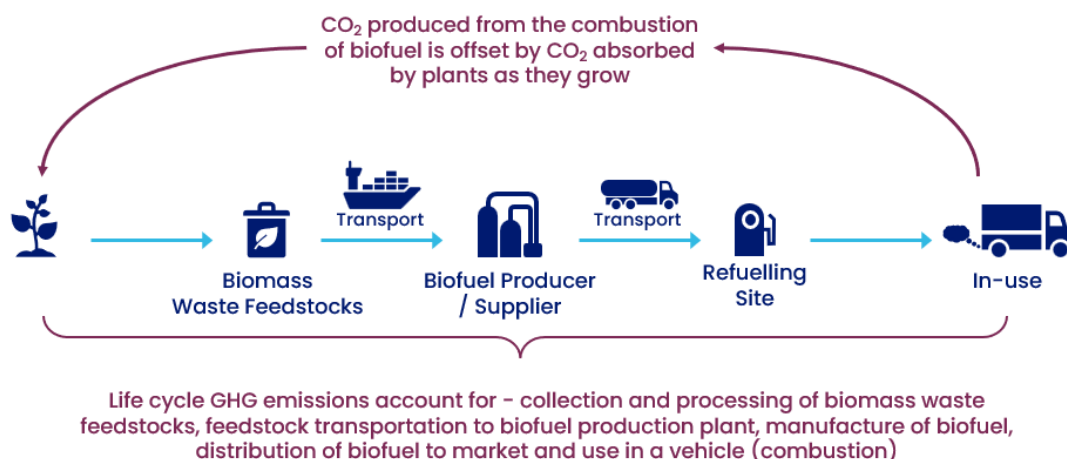 CO₂ produced from the combustion
of biofuel is offset by CO₂ absorbed
by plants as they grow
Transport
Transport
Biomass
Waste Feedstocks
Biofuel Producer
/ Supplier
Refuelling
Site
In-use
Life cycle GHG emissions account for - collection and processing of biomass waste
feedstocks, feedstock transportation to biofuel production plant, manufacture of biofuel,
distribution of biofuel to market and use in a vehicle (combustion)